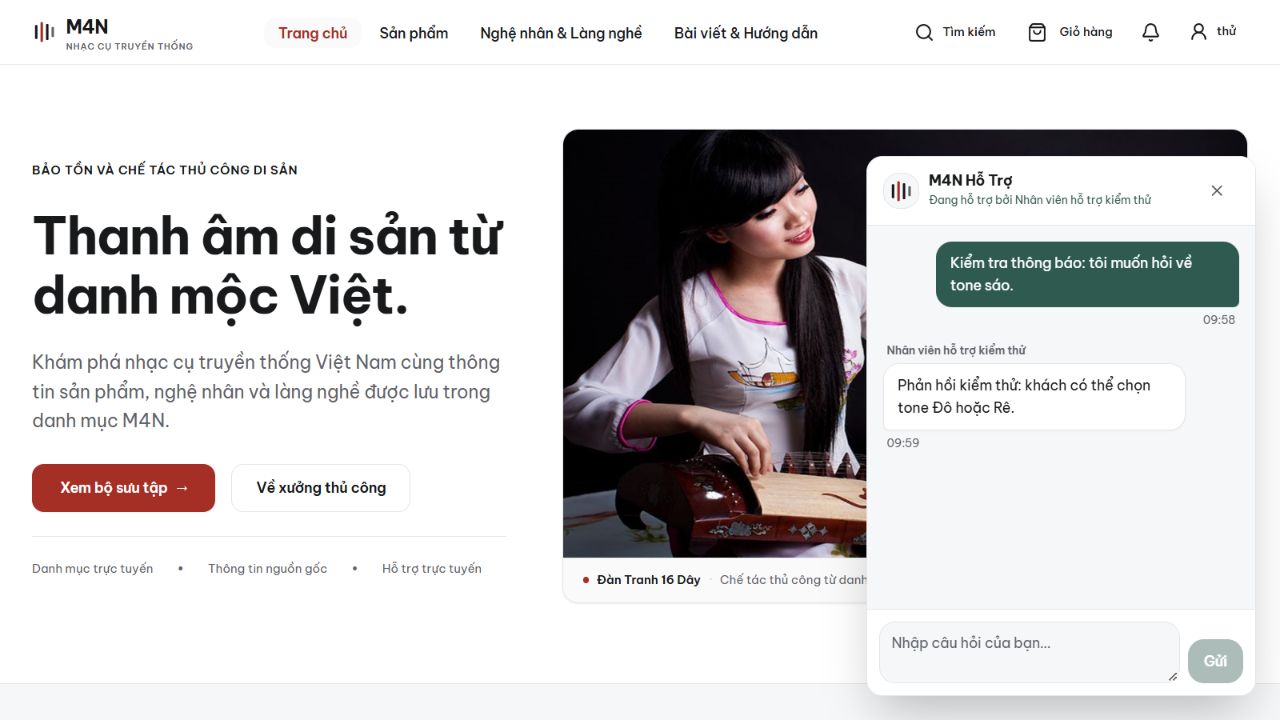 M4N
NHẠC CỤ TRUYỀN THỐNG
Trang chủ
Sản phẩm
Nghệ nhân & Làng nghề
Bài viết & Hướng dẫn
Tìm kiếm
Giỏ hàng
thử
BẢO TỒN VÀ CHẾ TÁC THỦ CÔNG DI SẢN
Thanh âm di sản từ
danh mộc Việt.
Khám phá nhạc cụ truyền thống Việt Nam cùng thông
tin sản phẩm, nghệ nhân và làng nghề được lưu trong
danh mục M4N.
Xem bộ sưu tập →
Về xưởng thủ công
Danh mục trực tuyến • Thông tin nguồn gốc • Hỗ trợ trực tuyến
Đàn Tranh 16 Dây · Chế tác thủ công từ danh
M4N Hỗ Trợ
Đang hỗ trợ bởi Nhân viên hỗ trợ kiểm thử
Kiểm tra thông báo: tôi muốn hỏi về
tone sáo.
09:58
Nhân viên hỗ trợ kiểm thử
Phản hồi kiểm thử: khách có thể chọn
tone Đô hoặc Rê.
09:59
Nhập câu hỏi của bạn...
Gửi